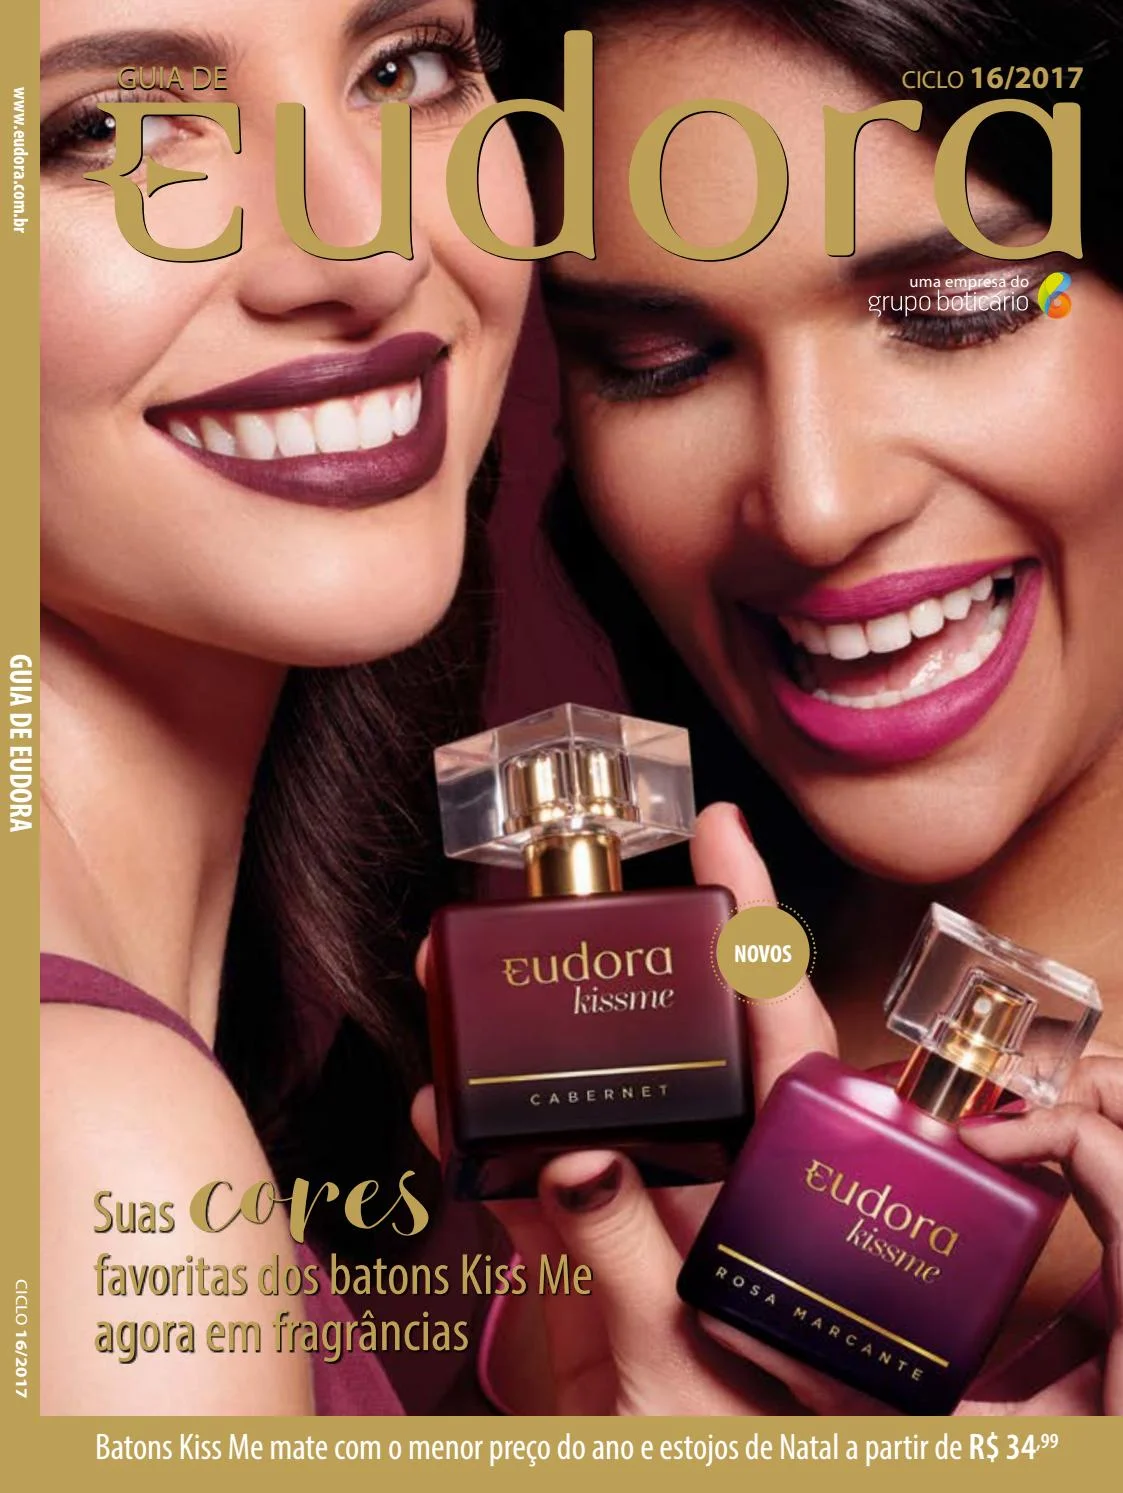 GUIA DE
Eudora
CICLO 16/2017
uma empresa do
grupo boticário
www.eudora.com.br
GUIA DE EUDORA
CICLO 16/2017
NOVOS
Eudora
kissme
CABERNET
Eudora
kissme
ROSA MARCANTE
Suas cores
favoritas dos batons Kiss Me
agora em fragrâncias
Batons Kiss Me mate com o menor preço do ano e estojos de Natal a partir de R$ 34,99